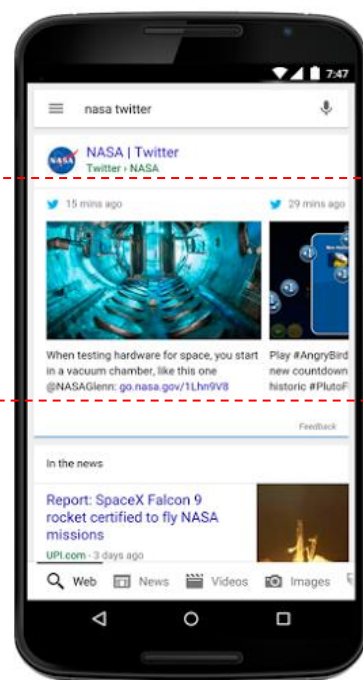 7:47
nasa twitter
NASA
NASA | Twitter
Twitter › NASA
15 mins ago
29 mins ago
When testing hardware for space, you start
in a vacuum chamber, like this one
@NASAGlenn: go.nasa.gov/1Lhn9V8
Play #AngryBird
new countdown
historic #PlutoF
Feedback
In the news
Report: SpaceX Falcon 9
rocket certified to fly NASA
missions
UPI.com - 3 days ago
Web News Videos Images